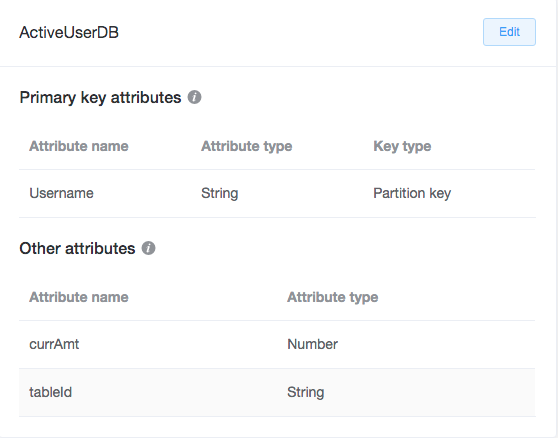 ActiveUserDB Edit
Primary key attributes i
Attribute name Attribute type Key type
Username String Partition key
Other attributes i
Attribute name Attribute type
currAmt Number
tableId String